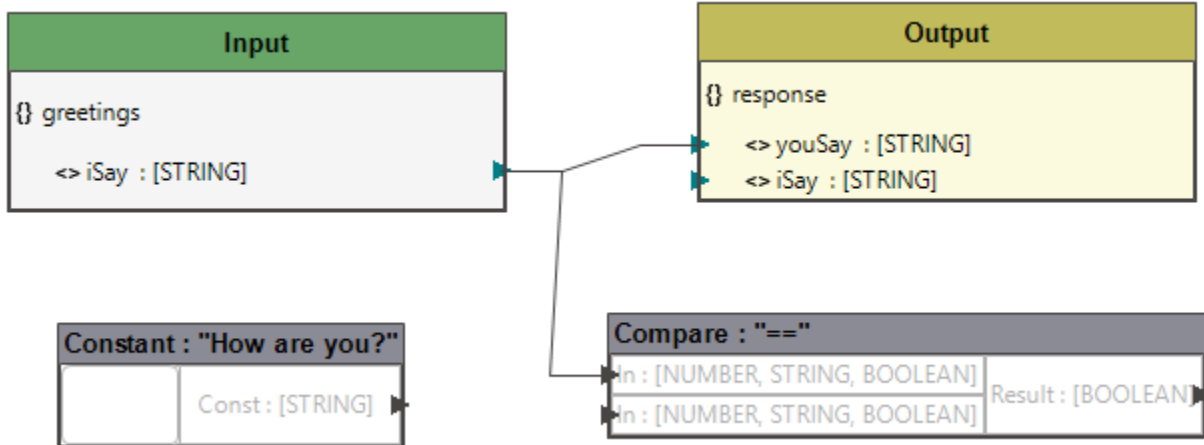 Input
{} greetings
<> iSay : [STRING]
Output
{} response
<> youSay : [STRING]
<> iSay : [STRING]
Constant : "How are you?"
Const : [STRING]
Compare : "=="
In : [NUMBER, STRING, BOOLEAN]
In : [NUMBER, STRING, BOOLEAN]
Result : [BOOLEAN]